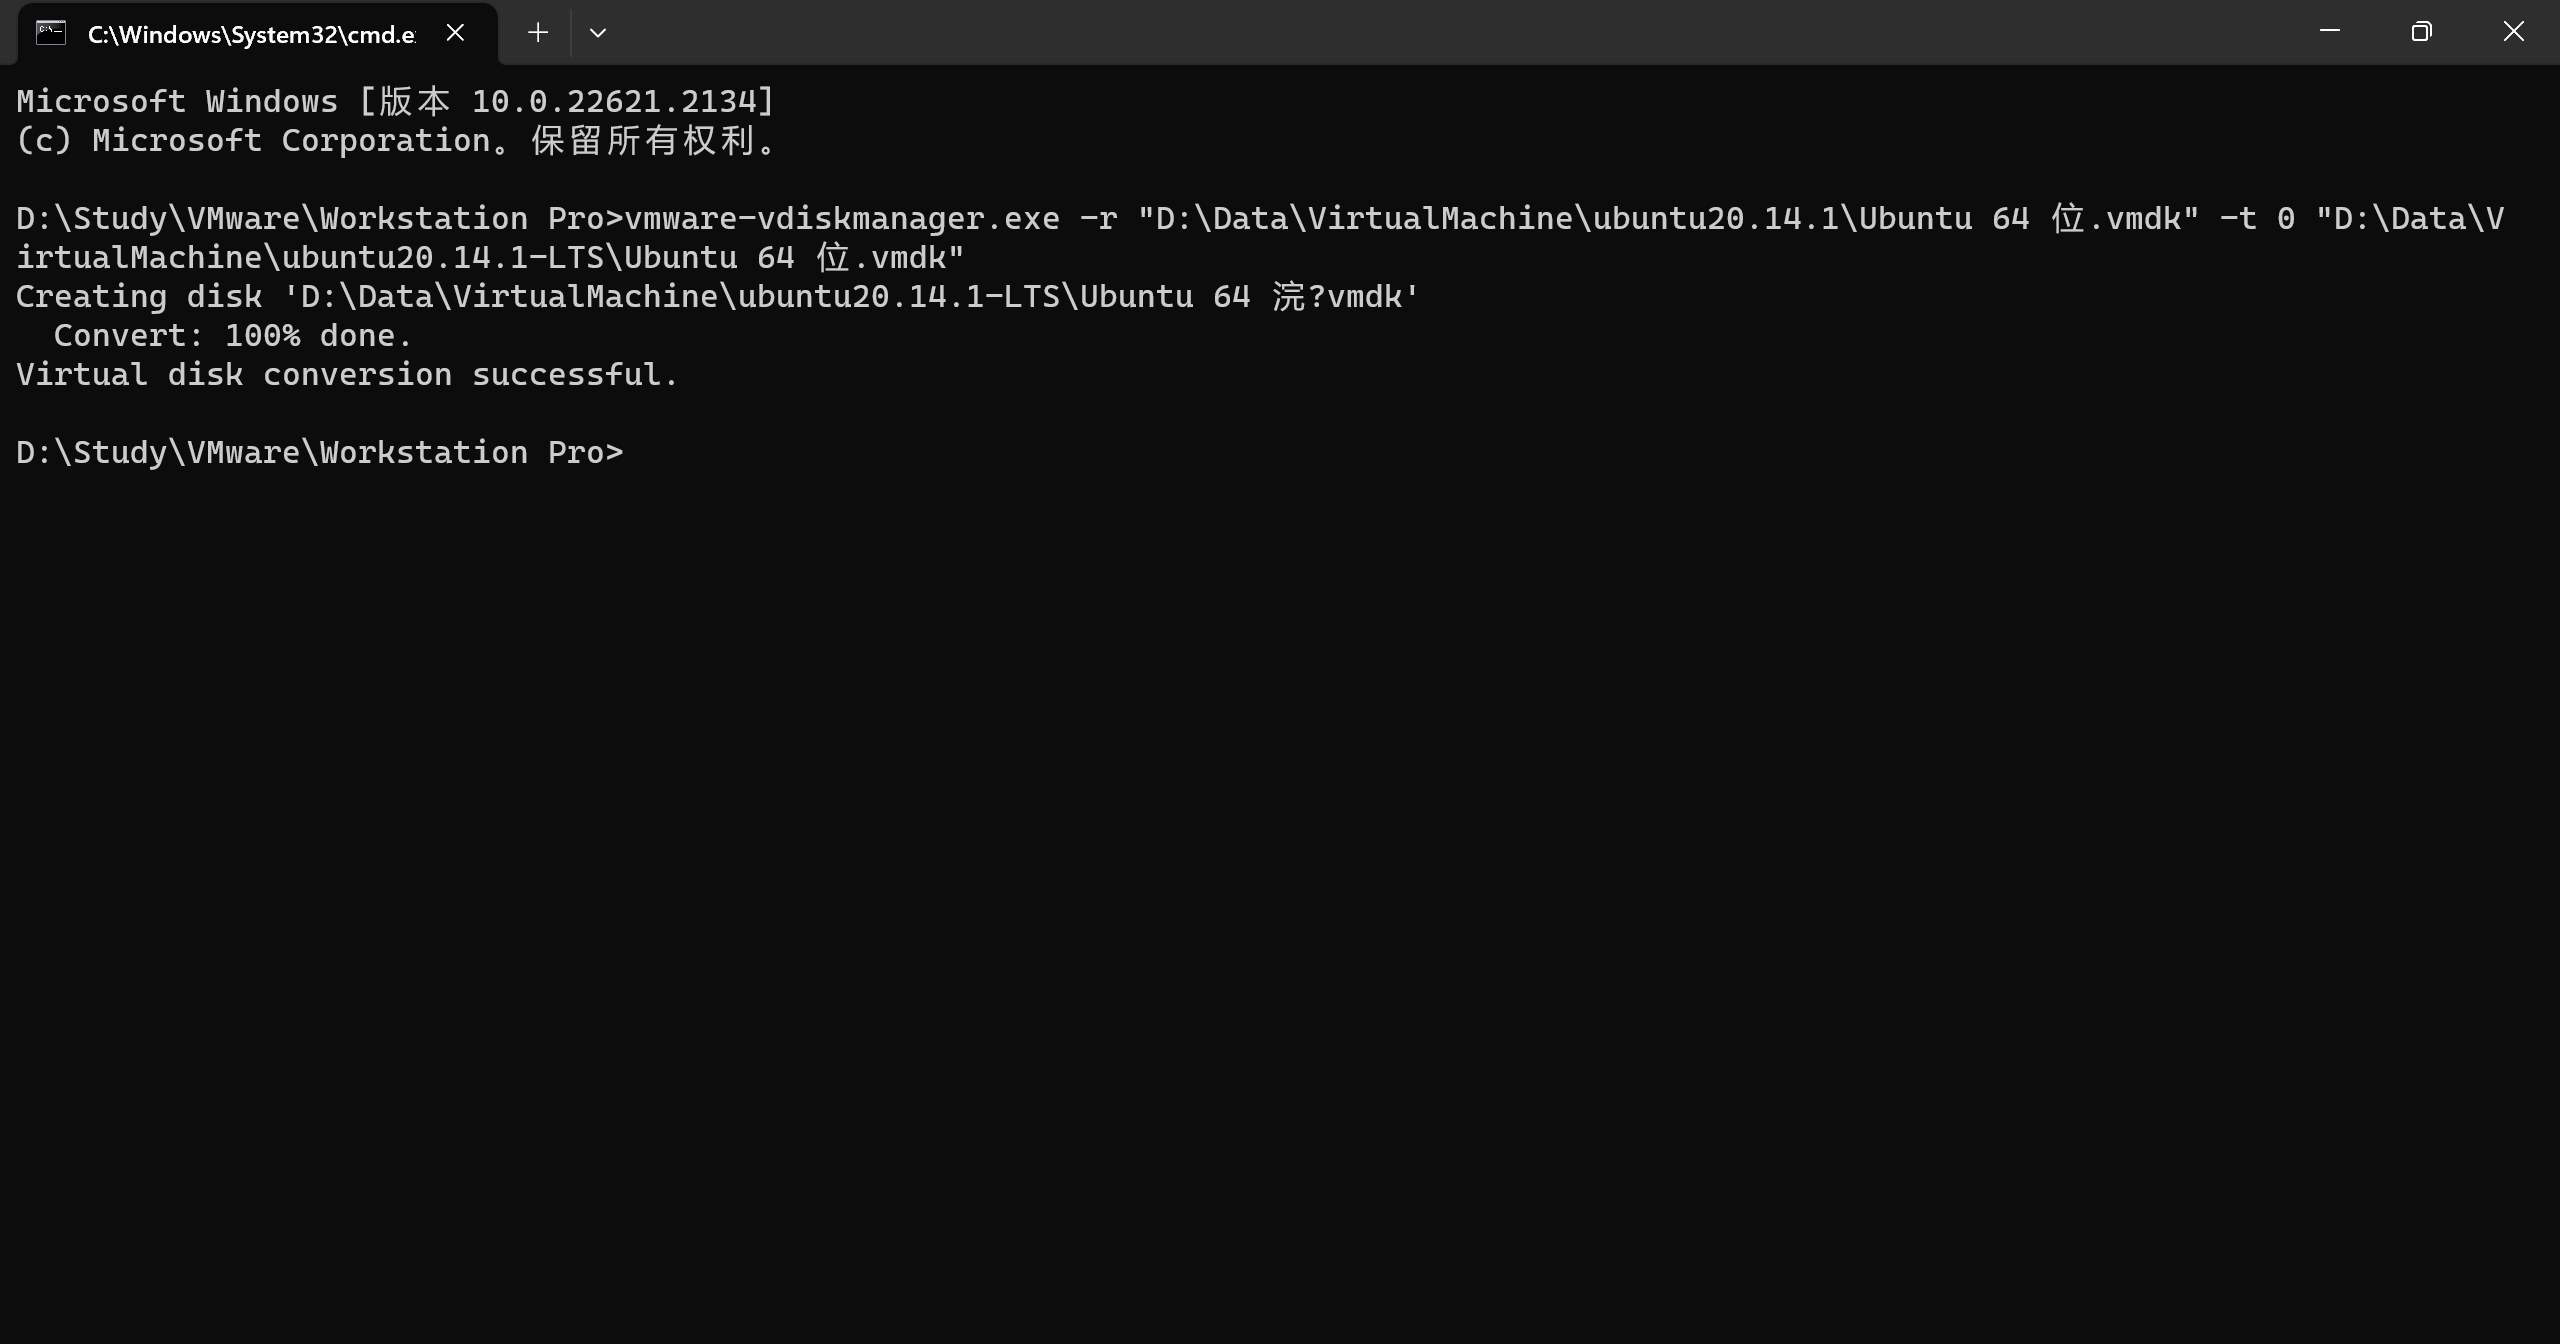 C:\Windows\System32\cmd.e
Microsoft Windows [版本 10.0.22621.2134]
(c) Microsoft Corporation。保留所有权利。
D:\Study\VMware\Workstation Pro>vmware-vdiskmanager.exe -r "D:\Data\VirtualMachine\ubuntu20.14.1\Ubuntu 64 位.vmdk" -t 0 "D:\Data\V
irtualMachine\ubuntu20.14.1-LTS\Ubuntu 64 位.vmdk"
Creating disk 'D:\Data\VirtualMachine\ubuntu20.14.1-LTS\Ubuntu 64 浣?vmdk'
  Convert: 100% done.
Virtual disk conversion successful.
D:\Study\VMware\Workstation Pro>